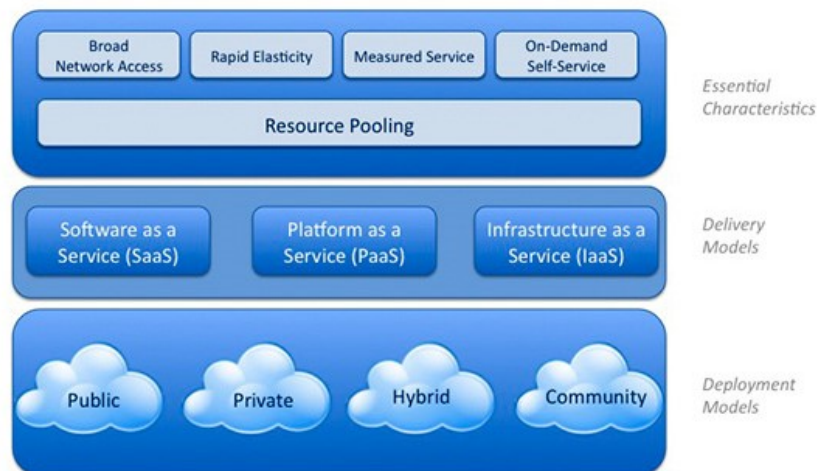 Broad
Network Access
Rapid Elasticity
Measured Service
On-Demand
Self-Service
Resource Pooling
Essential
Characteristics
Software as a
Service (SaaS)
Platform as a
Service (PaaS)
Infrastructure as a
Service (IaaS)
Delivery
Models
Public
Private
Hybrid
Community
Deployment
Models